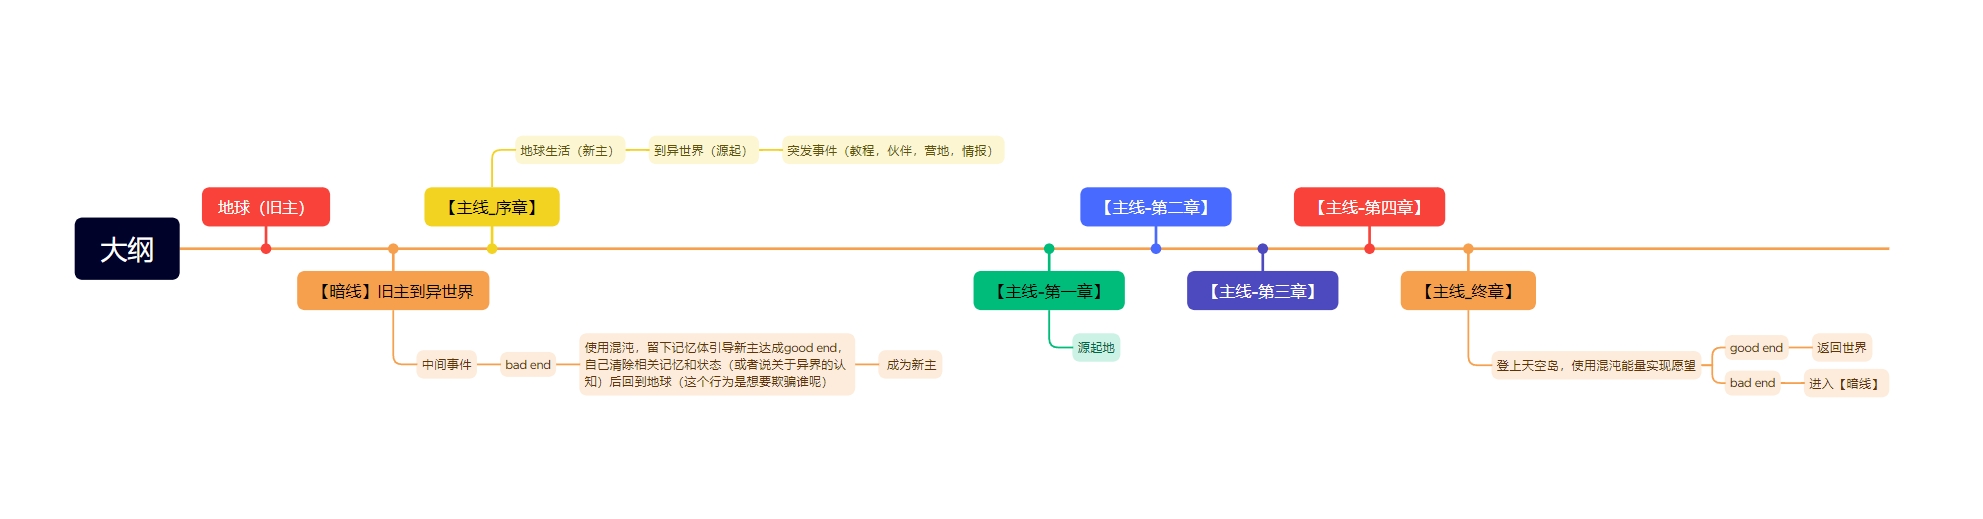 大纲
地球（旧主）
【暗线】旧主到异世界
中间事件
bad end
使用混沌，留下记忆体引导新主达成good end，
自己清除相关记忆和状态（或者说关于异界的认
知）后回到地球（这个行为是想要欺骗谁呢）
成为新主
【主线_序章】
地球生活（新主）
到异世界（源起）
突发事件（教程，伙伴，营地，情报）
【主线-第一章】
源起地
【主线-第二章】
【主线-第三章】
【主线-第四章】
【主线_终章】
登上天空岛，使用混沌能量实现愿望
good end
返回世界
bad end
进入【暗线】